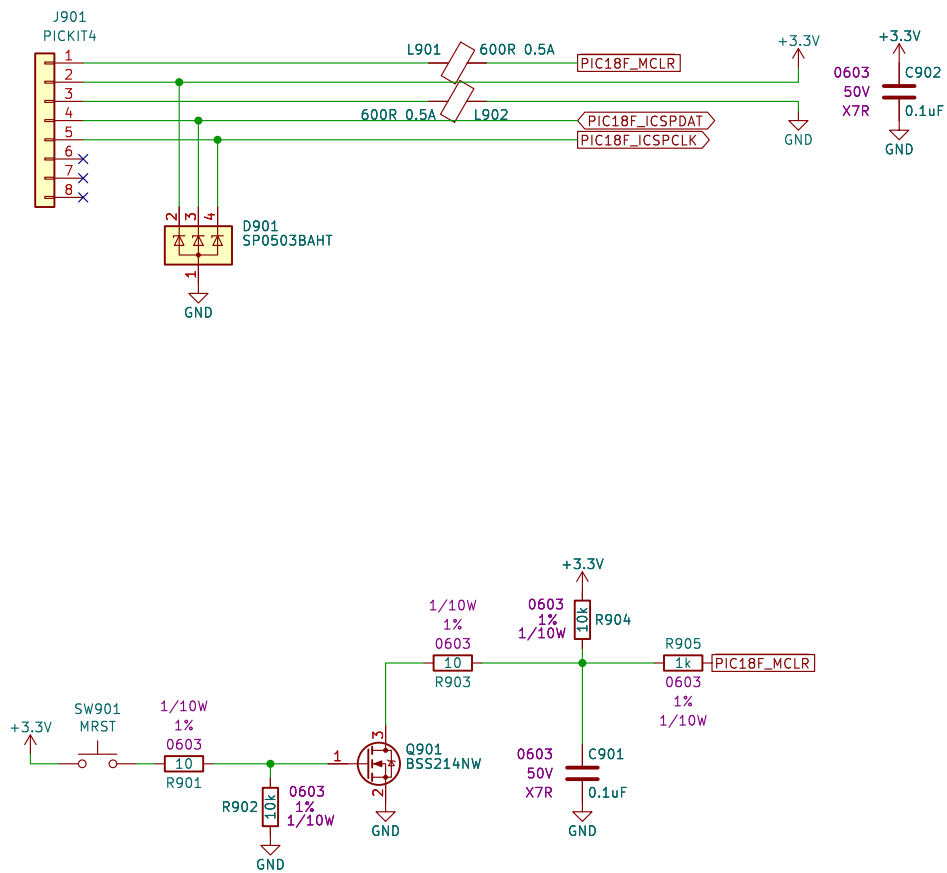 J901
PICKIT4
1
2
3
4
5
6
7
8
L901
600R 0.5A
PIC18F_MCLR
600R 0.5A
L902
PIC18F_ICSPDAT
PIC18F_ICSPCLK
+3.3V
GND
+3.3V
0603
50V
X7R
C902
0.1uF
GND
2
3
4
D901
SP0503BAHT
1
GND
+3.3V
SW901
MRST
1/10W
1%
0603
10
R901
R902
10k
0603
1%
1/10W
GND
1
3
2
Q901
BSS214NW
GND
1/10W
1%
0603
10
R903
+3.3V
0603
1%
1/10W
10k
R904
R905
1k
0603
1%
1/10W
PIC18F_MCLR
0603
50V
X7R
C901
0.1uF
GND